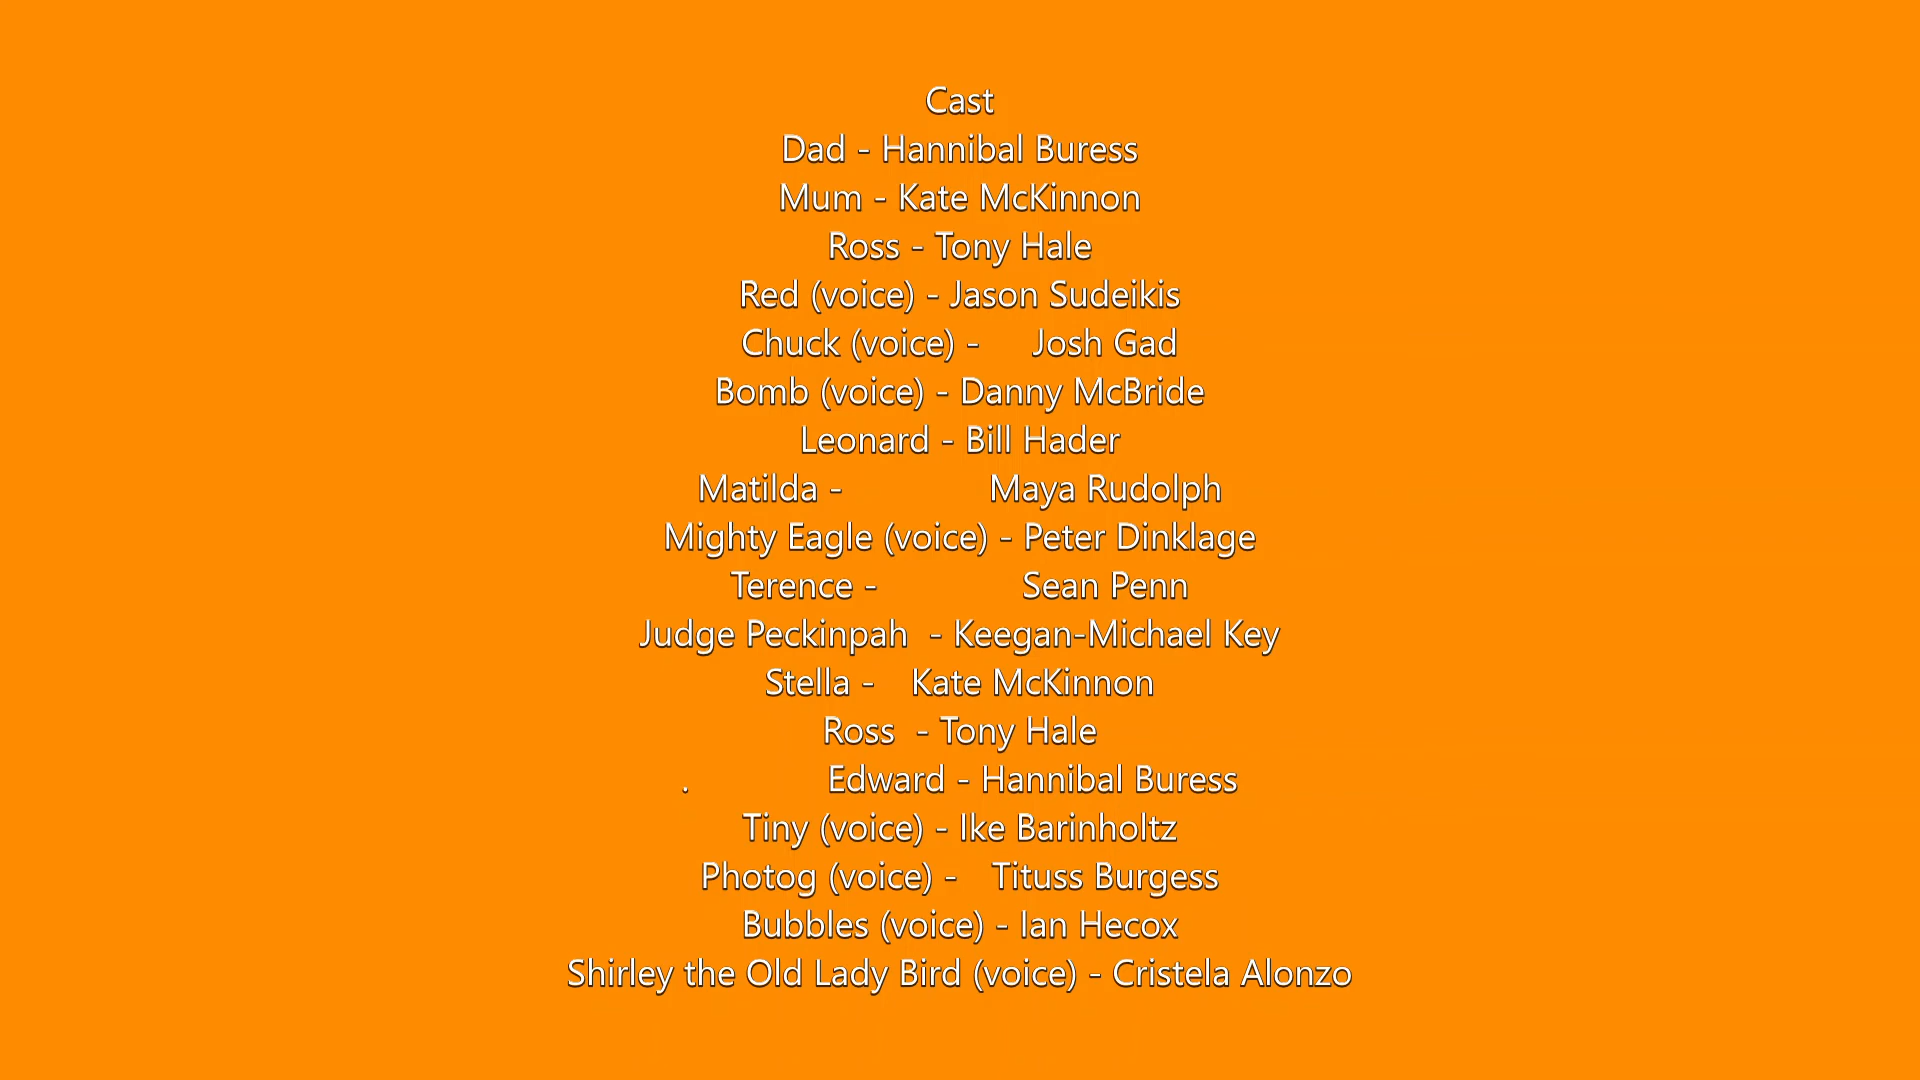 Cast
Dad - Hannibal Buress
Mum - Kate McKinnon
Ross - Tony Hale
Red (voice) - Jason Sudeikis
Chuck (voice) - Josh Gad
Bomb (voice) - Danny McBride
Leonard - Bill Hader
Matilda - Maya Rudolph
Mighty Eagle (voice) - Peter Dinklage
Terence - Sean Penn
Judge Peckinpah - Keegan-Michael Key
Stella - Kate McKinnon
Ross - Tony Hale
. Edward - Hannibal Buress
Tiny (voice) - Ike Barinholtz
Photog (voice) - Tituss Burgess
Bubbles (voice) - Ian Hecox
Shirley the Old Lady Bird (voice) - Cristela Alonzo